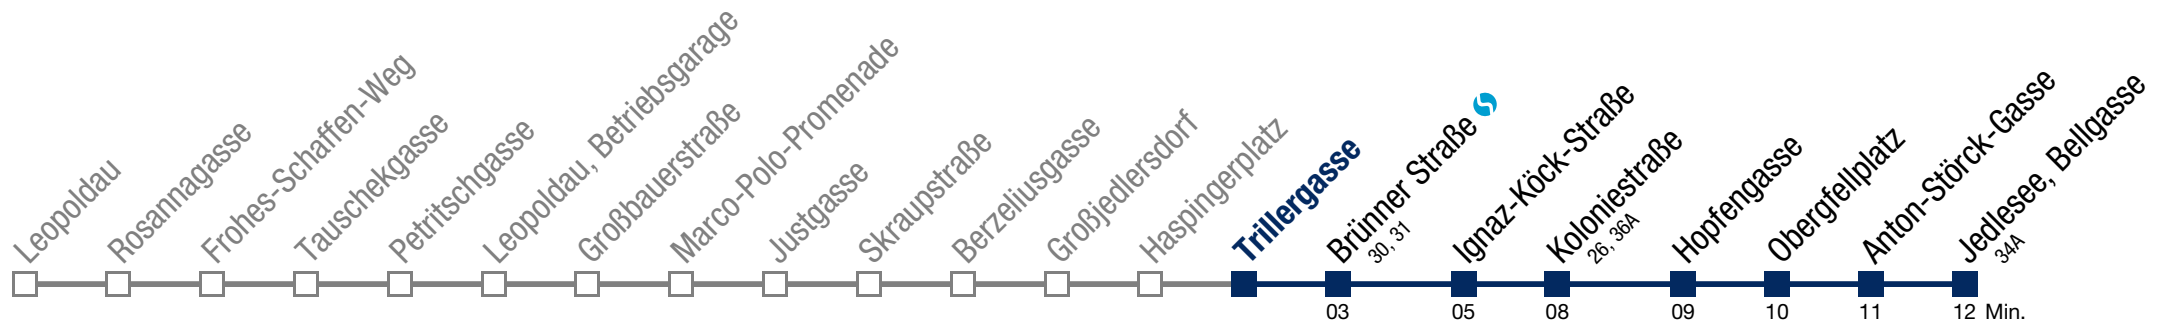 Leopoldau
Rosannagasse
Frohes-Schaffen-Weg
Tauschekgasse
Petritschgasse
Leopoldau, Betriebsgarage
Großbauerstraße
Marco-Polo-Promenade
Justgasse
Skraupstraße
Berzeliusgasse
Großjedlersdorf
Haspingerplatz
Trillergasse
Brünner Straße
30, 31
Ignaz-Köck-Straße
Koloniestraße
26, 36A
Hopfengasse
Obergfellplatz
Anton-Störck-Gasse
Jedlesee, Bellgasse
34A
03 05 08 09 10 11 12 Min.